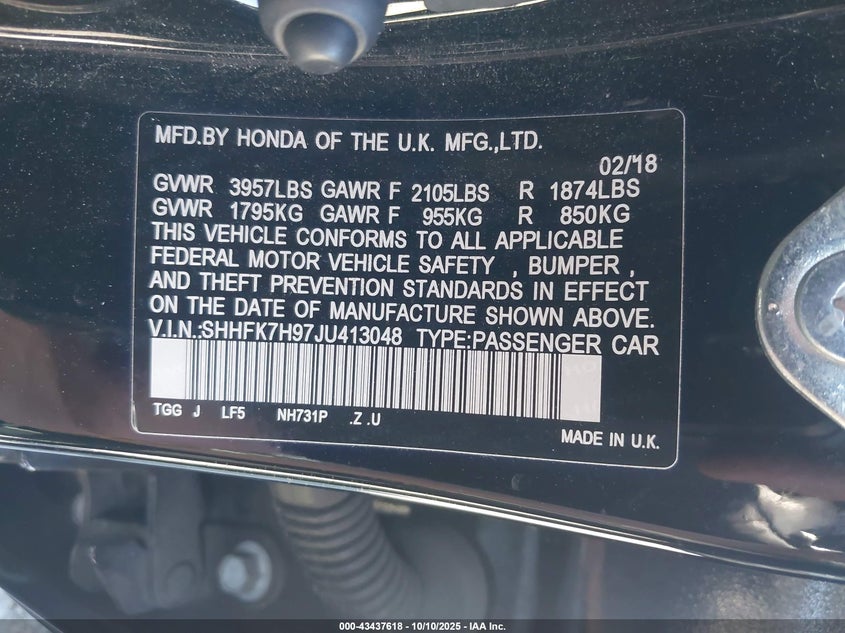 MFD.BY HONDA OF THE U.K. MFG.,LTD.
02/18
GVWR 3957LBS GAWR F 2105LBS R 1874LBS
GVWR 1795KG GAWR F 955KG R 850KG
THIS VEHICLE CONFORMS TO ALL APPLICABLE
FEDERAL MOTOR VEHICLE SAFETY , BUMPER ,
AND THEFT PREVENTION STANDARDS IN EFFECT
ON THE DATE OF MANUFACTURE SHOWN ABOVE.
V.I.N.:SHHFK7H97JU413048 TYPE:PASSENGER CAR
TGG J LF5 NH731P .Z .U
MADE IN U.K.
000-43437618 - 10/10/2025 - IAA Inc.